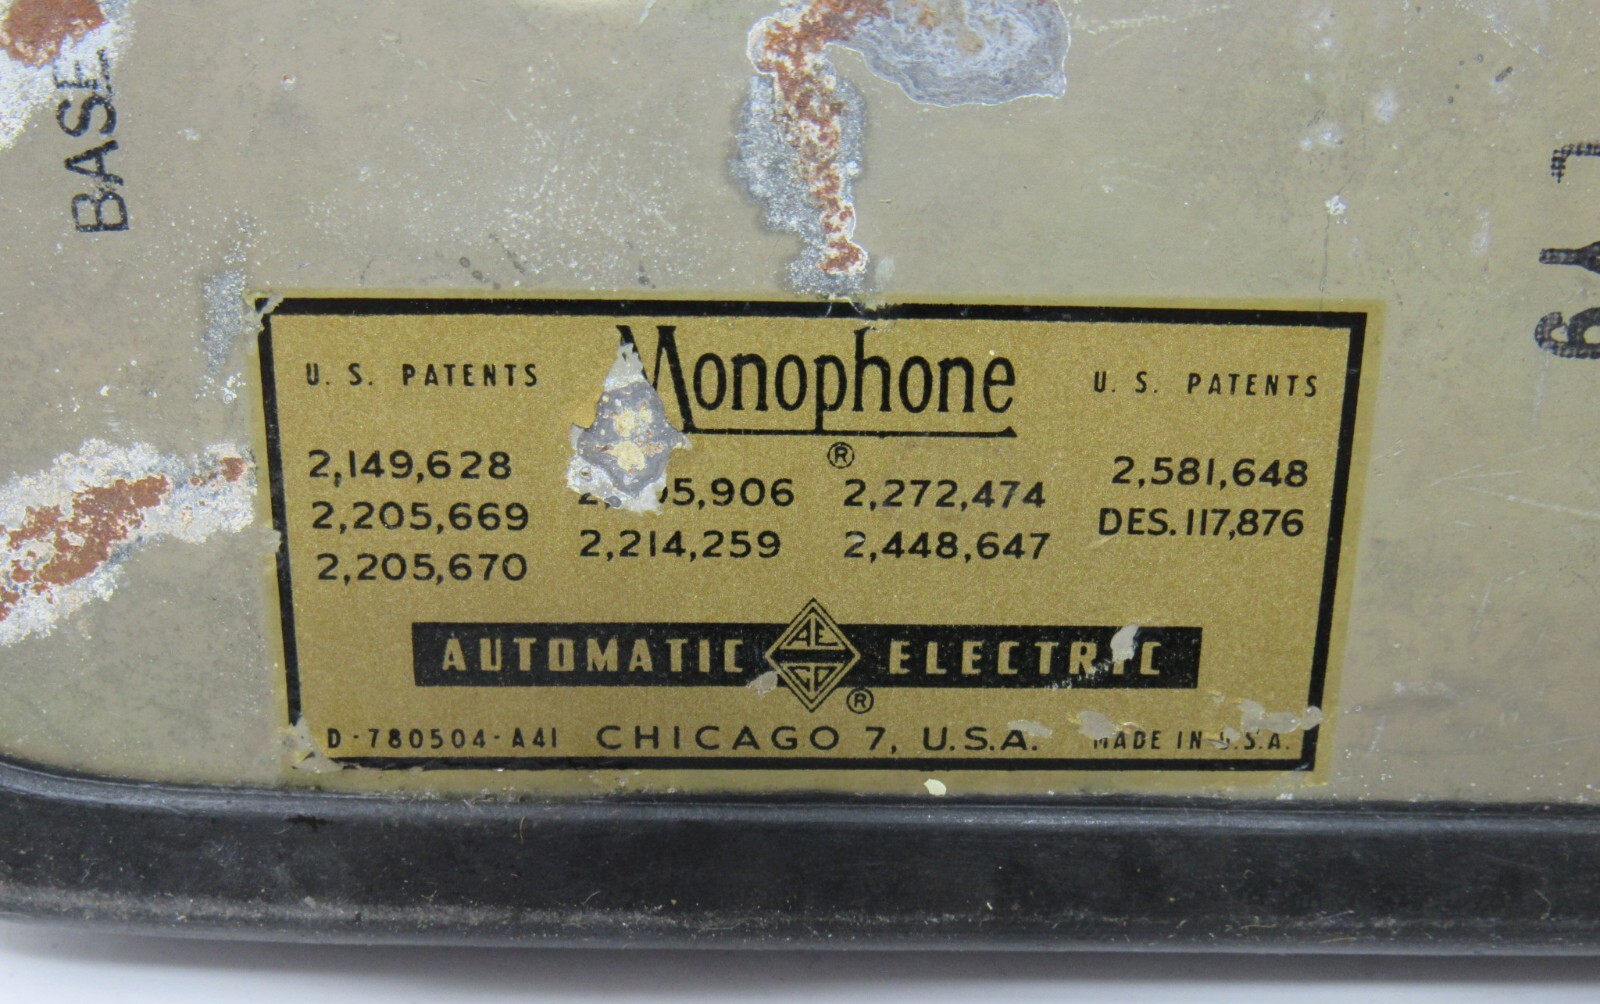 BASE
Monophone
®
U. S. PATENTS
2,149,628
2,205,669
2,205,670
2,214,259
2,272,474
2,448,647
U. S. PATENTS
2,581,648
DES. 117,876
AUTOMATIC AE CO ELECTRIC
®
D-780504-A41 CHICAGO 7, U.S.A. MADE IN U.S.A.